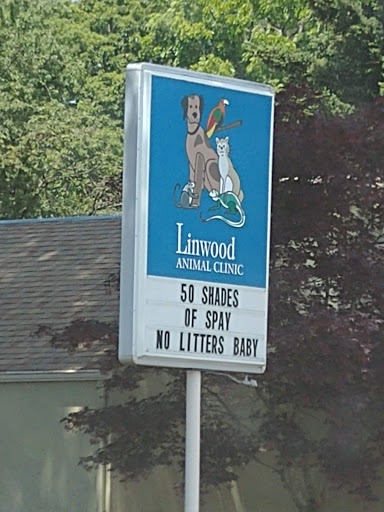 Linwood
ANIMAL CLINIC
50 SHADES
OF SPAY
NO LITTERS BABY